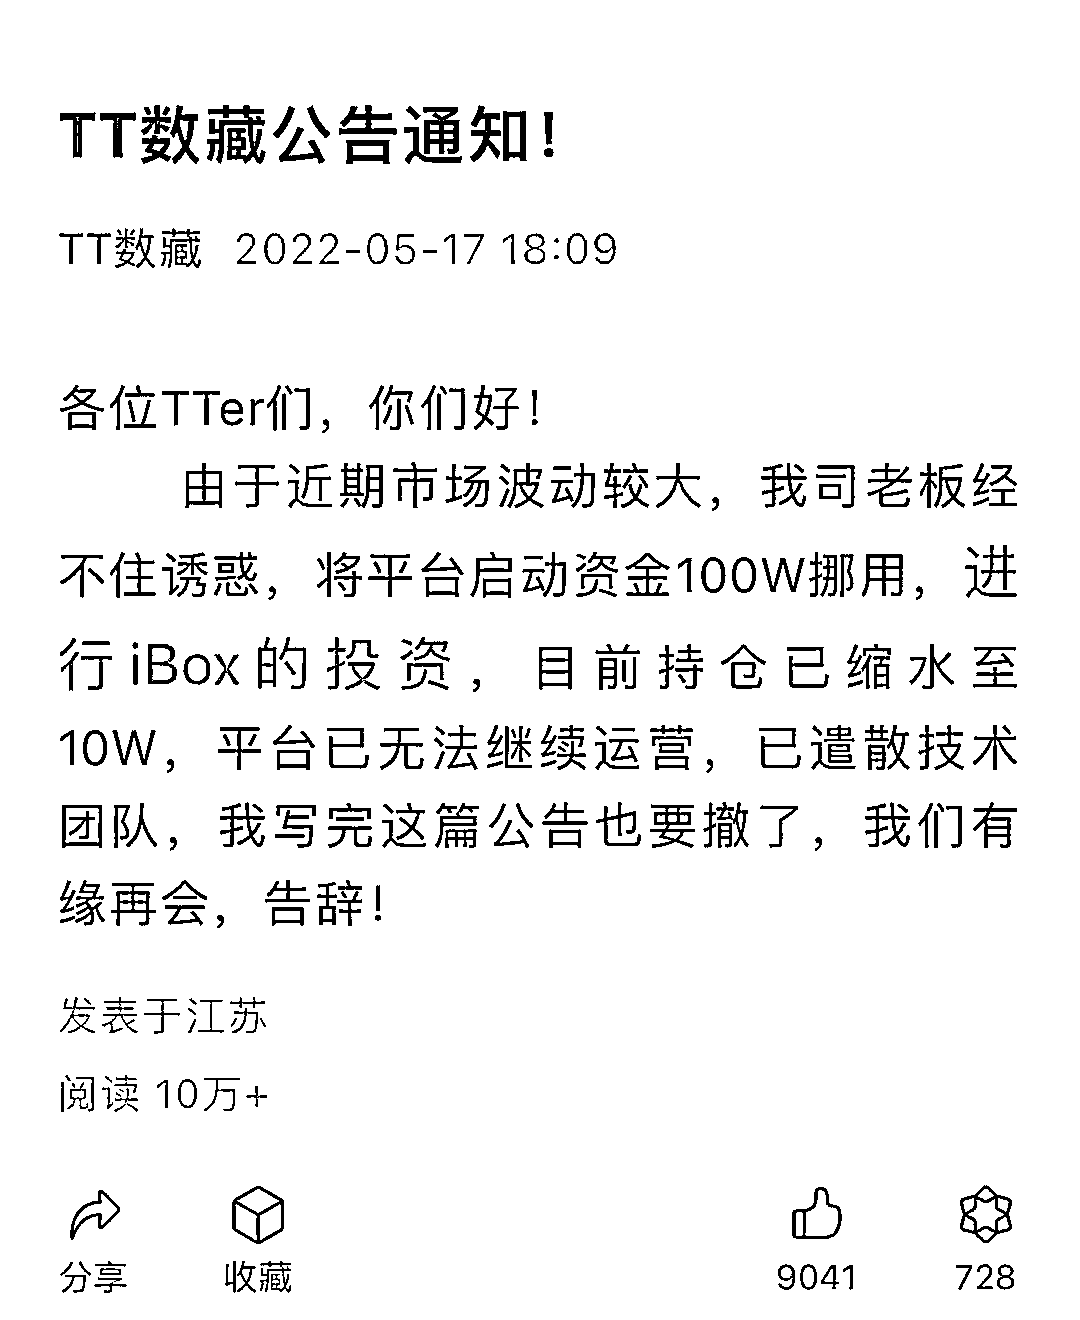 TT数藏公告通知！
TT数藏 2022-05-17 18:09
各位TTer们，你们好！
由于近期市场波动较大，我司老板经
不住诱惑，将平台启动资金100W挪用，进
行iBox的投资，目前持仓已缩水至
10W，平台已无法继续运营，已遣散技术
团队，我写完这篇公告也要撤了，我们有
缘再会，告辞！
发表于江苏
阅读 10万+
分享 收藏 9041 728